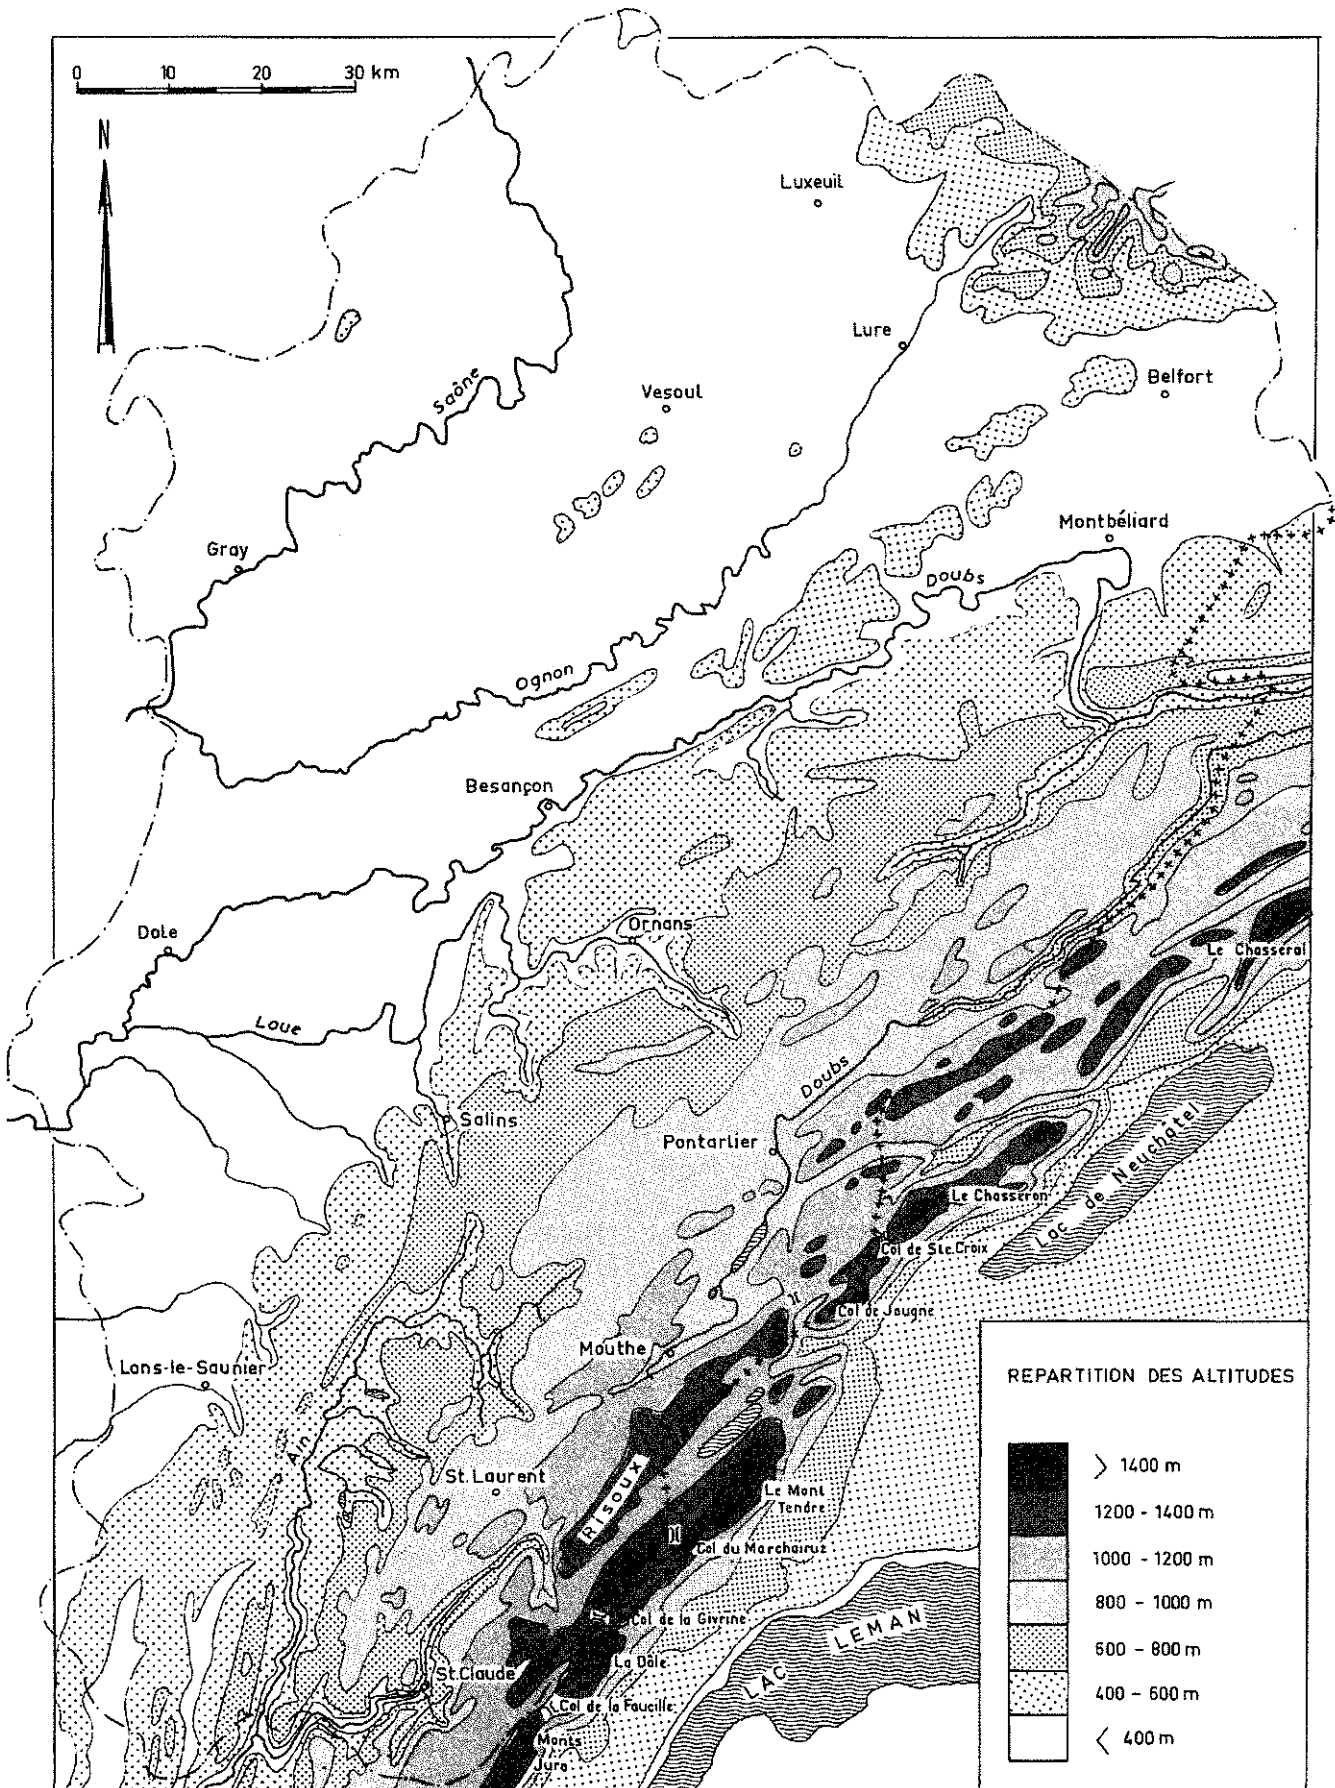 0 10 20 30 km
N
Luxeuil
Lure
Saône
Vesoul
Belfort
Gray
Montbéliard
Doubs
Ognon
Besançon
Dole
Ornans
Le Chasseral
Loue
Doubs
Salins
Pontarlier
Lac de Neuchatel
Le Chasseron
Col de Ste.Croix
Col de Jougne
Mouthe
Lons-le-Saunier
REPARTITION DES ALTITUDES
Ain
St.Laurent
RISOUX
Le Mont
Tendre
Col du Marchairuz
> 1400 m
1200 - 1400 m
1000 - 1200 m
800 - 1000 m
600 - 800 m
400 - 600 m
< 400 m
Col de la Givrine
LAC LEMAN
La Dôle
St.Claude
Col de la Faucille
Monts
Jura